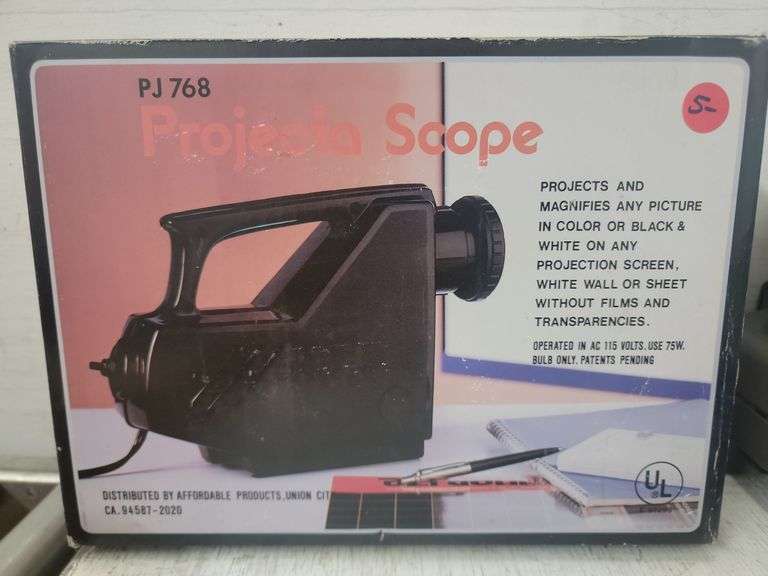 PJ 768
Projecta Scope
5-
PROJECTS AND
MAGNIFIES ANY PICTURE
IN COLOR OR BLACK &
WHITE ON ANY
PROJECTION SCREEN,
WHITE WALL OR SHEET
WITHOUT FILMS AND
TRANSPARENCIES.
OPERATED IN AC 115 VOLTS. USE 75W.
BULB ONLY. PATENTS PENDING
DISTRIBUTED BY AFFORDABLE PRODUCTS, UNION CIT
CA. 94587-2020
UL
®